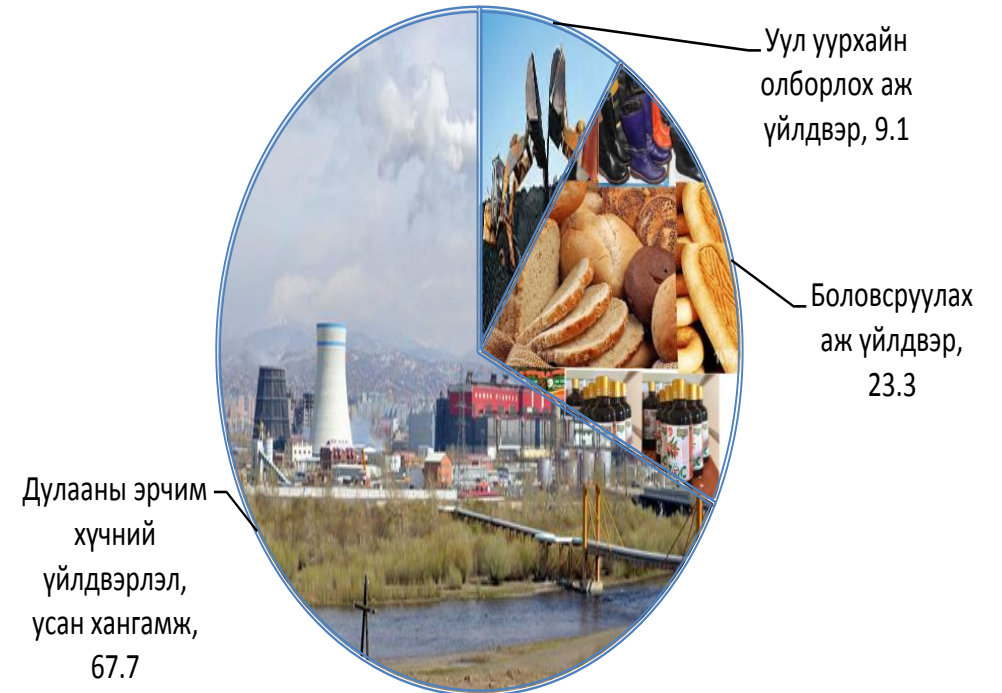 Уул уурхайн
олборлох аж
үйлдвэр, 9.1
Боловсруулах
аж үйлдвэр,
23.3
Дулааны эрчим
хүчний
үйлдвэрлэл,
усан хангамж,
67.7